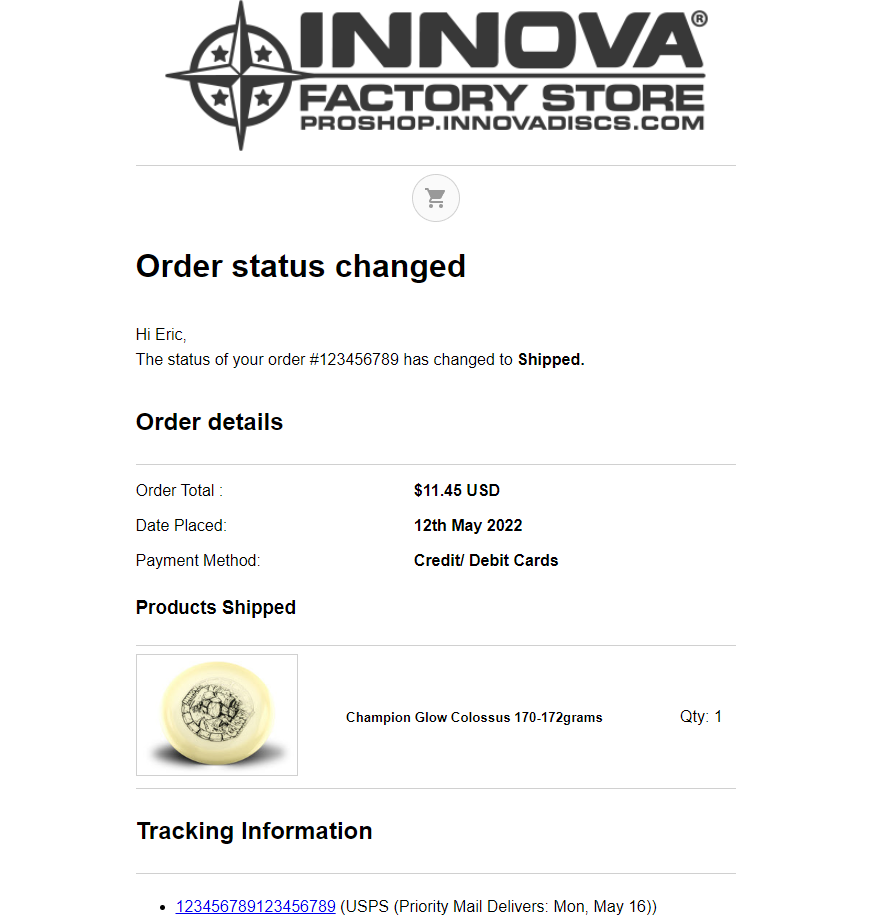 INNOVA®
FACTORY STORE
PROSHOP.INNOVADISCS.COM
Order status changed
Hi Eric,
The status of your order #123456789 has changed to Shipped.
Order details
Order Total : $11.45 USD
Date Placed: 12th May 2022
Payment Method: Credit/ Debit Cards
Products Shipped
Champion Glow Colossus 170-172grams Qty: 1
Tracking Information
• 123456789123456789 (USPS (Priority Mail Delivers: Mon, May 16))